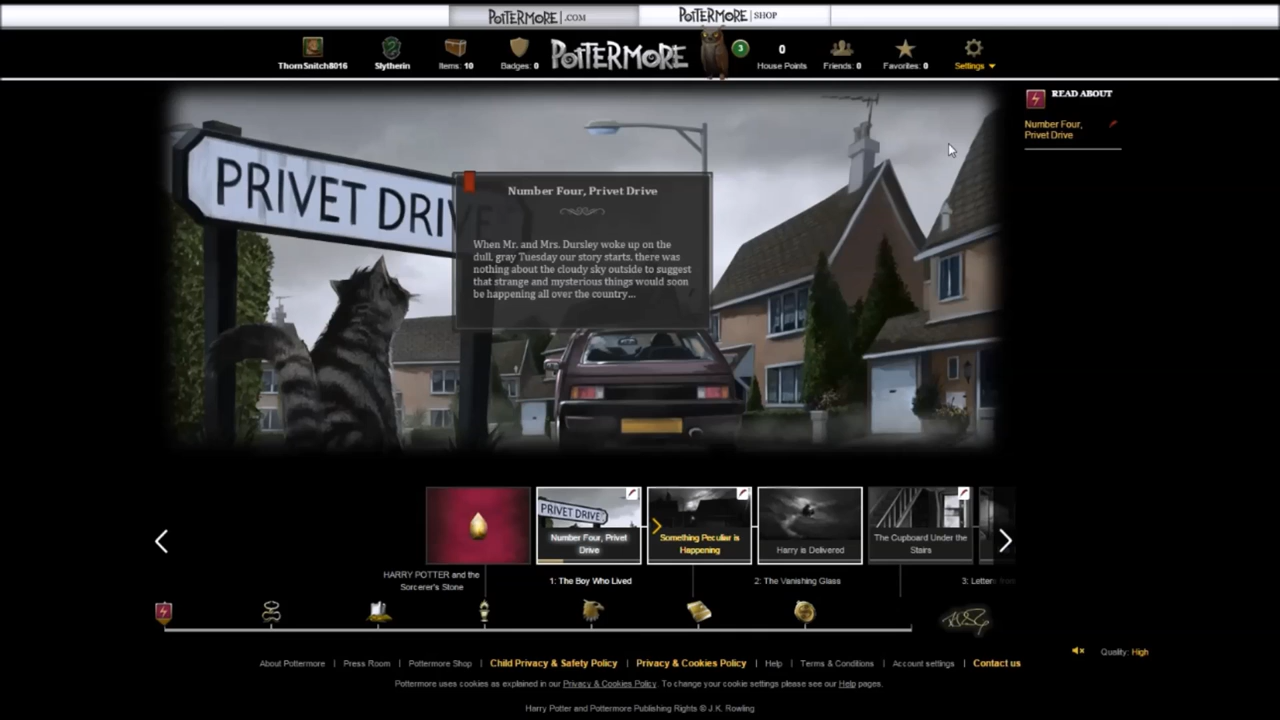 POTTERMORE .COM
POTTERMORE SHOP
ThornSnitch8016
Slytherin
Items: 10
Badges: 0
POTTERMORE
3
0
House Points
Friends: 0
Favorites: 0
Settings
READ ABOUT
Number Four,
Privet Drive
PRIVET DRIVE
Number Four, Privet Drive
When Mr. and Mrs. Dursley woke up on the
dull, gray Tuesday our story starts, there was
nothing about the cloudy sky outside to suggest
that strange and mysterious things would soon
be happening all over the country...
PRIVET DRIVE
Number Four, Privet
Drive
Something Peculiar is
Happening
Harry is Delivered
The Cupboard Under the
Stairs
HARRY POTTER and the
Sorcerer's Stone
1: The Boy Who Lived
2: The Vanishing Glass
3: Letters from
Quality: High
About Pottermore | Press Room | Pottermore Shop | Child Privacy & Safety Policy | Privacy & Cookies Policy | Help | Terms & Conditions | Account settings | Contact us
Pottermore uses cookies as explained in our Privacy & Cookies Policy. To change your cookie settings please see our Help pages.
Harry Potter and Pottermore Publishing Rights © J.K. Rowling